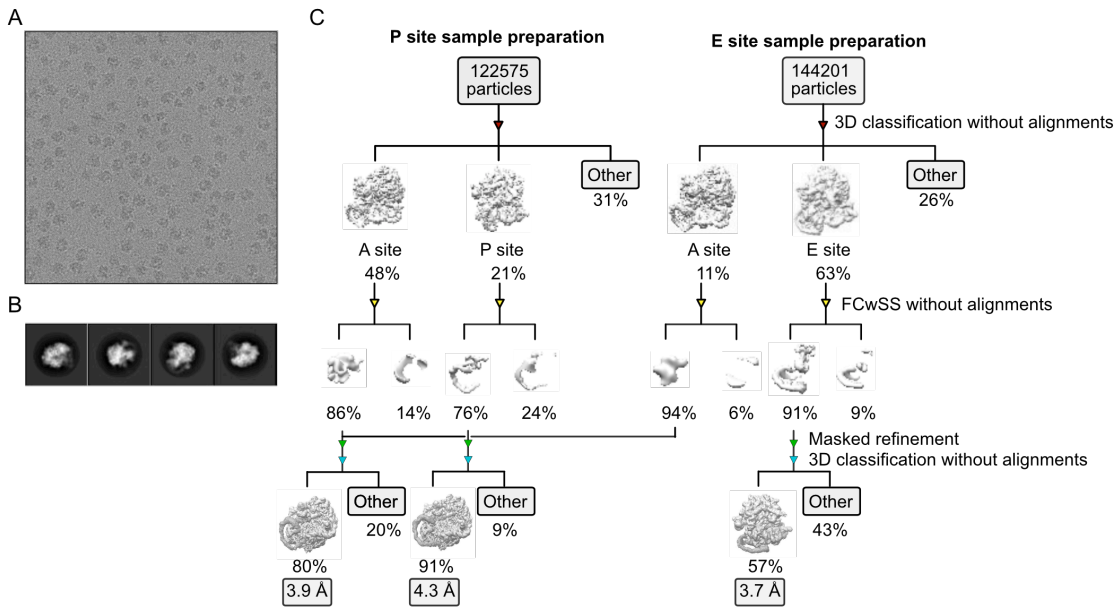 A
B
C
P site sample preparation
E site sample preparation
122575
particles
144201
particles
3D classification without alignments
Other
31%
Other
26%
A site
48%
P site
21%
A site
11%
E site
63%
FCwSS without alignments
86%
14%
76%
24%
94%
6%
91%
9%
Masked refinement
3D classification without alignments
Other
20%
Other
9%
Other
43%
80%
91%
57%
3.9 Å
4.3 Å
3.7 Å